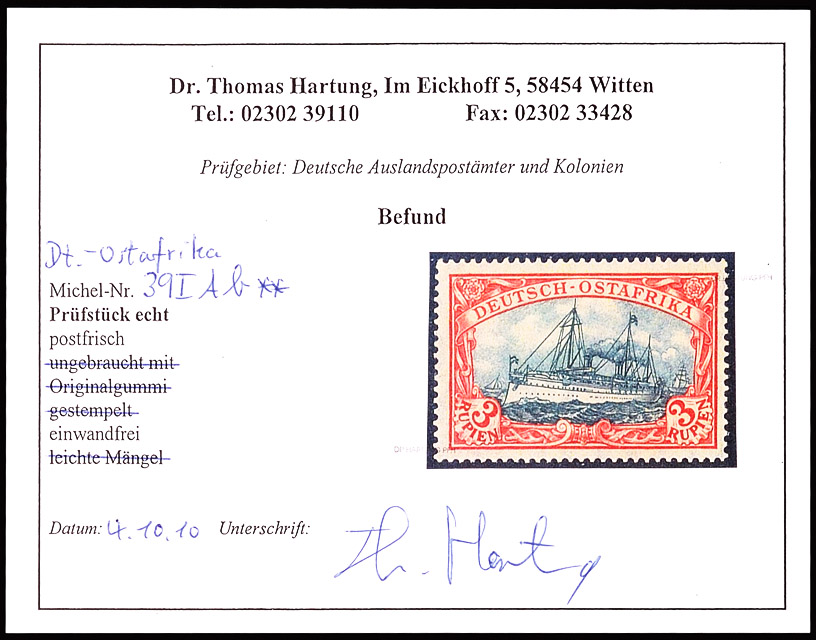 Dr. Thomas Hartung, Im Eickhoff 5, 58454 Witten
Tel.: 02302 39110 Fax: 02302 33428
Prüfgebiet: Deutsche Auslandspostämter und Kolonien
Befund
Dt.-Ostafrika
Michel-Nr. 39 I A b **
Prüfstück echt
postfrisch
ungebraucht mit
Originalgummi
gestempelt
einwandfrei
leichte Mängel
DEUTSCH-OSTAFRIKA
3 3
RUPIEN RUPIEN
Datum: 4.10.10 Unterschrift:
Th. Hartung